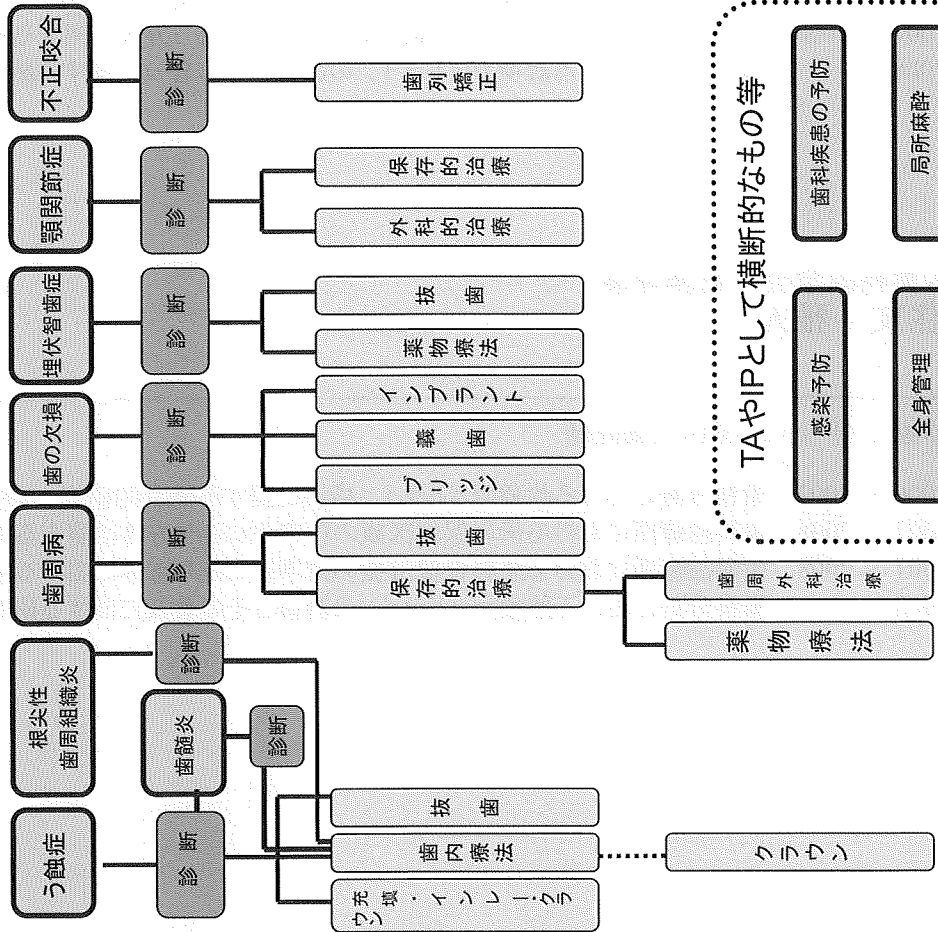 う蝕症
根尖性
歯周組織炎
歯周病
歯の欠損
埋伏智歯症
顎関節症
不正咬合
診断
歯髄炎
診断
診断
診断
診断
診断
診断
診断
充填・インレー・クラ
ウン
歯内療法
抜歯
保存的治療
抜歯
ブリッジ
義歯
インプラント
薬物療法
抜歯
外科的治療
保存的治療
歯列矯正
クラウン
薬物療法
歯周外科治療
TAやIPとして横断的なもの等
感染予防
歯科疾患の予防
全身管理
局所麻酔